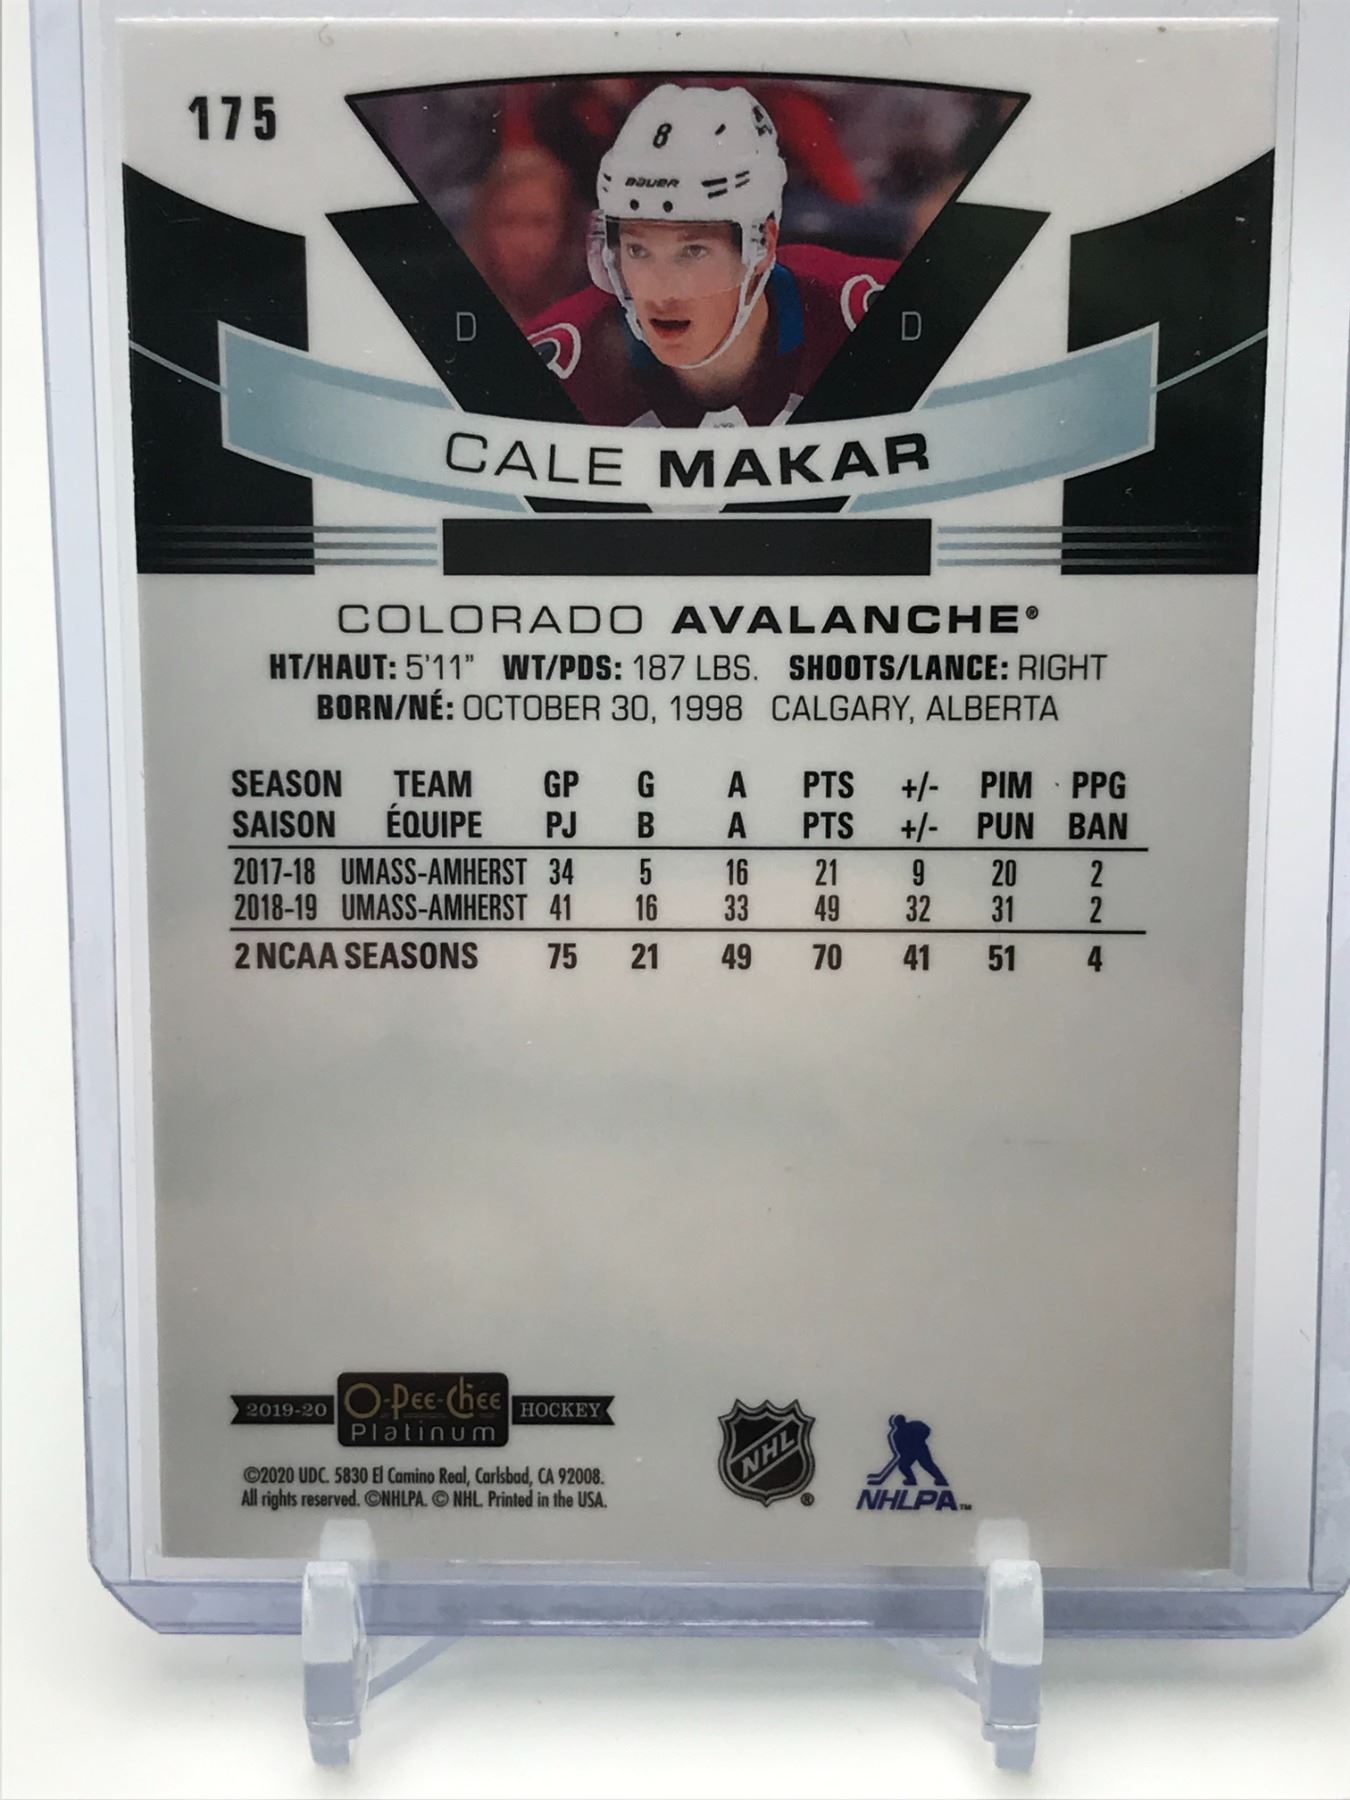 175
8
BAUER
D
D
CALE MAKAR
COLORADO AVALANCHE®
HT/HAUT: 5'11" WT/PDS: 187 LBS. SHOOTS/LANCE: RIGHT
BORN/NÉ: OCTOBER 30, 1998 CALGARY, ALBERTA
SEASON TEAM GP G A PTS +/- PIM PPG
SAISON ÉQUIPE PJ B A PTS +/- PUN BAN
2017-18 UMASS-AMHERST 34 5 16 21 9 20 2
2018-19 UMASS-AMHERST 41 16 33 49 32 31 2
2 NCAA SEASONS 75 21 49 70 41 51 4
2019-20 O-PEE-CHEE HOCKEY
Platinum
©2020 UDC. 5830 El Camino Real, Carlsbad, CA 92008.
All rights reserved. ©NHLPA. © NHL. Printed in the USA.
NHL®
NHLPA™